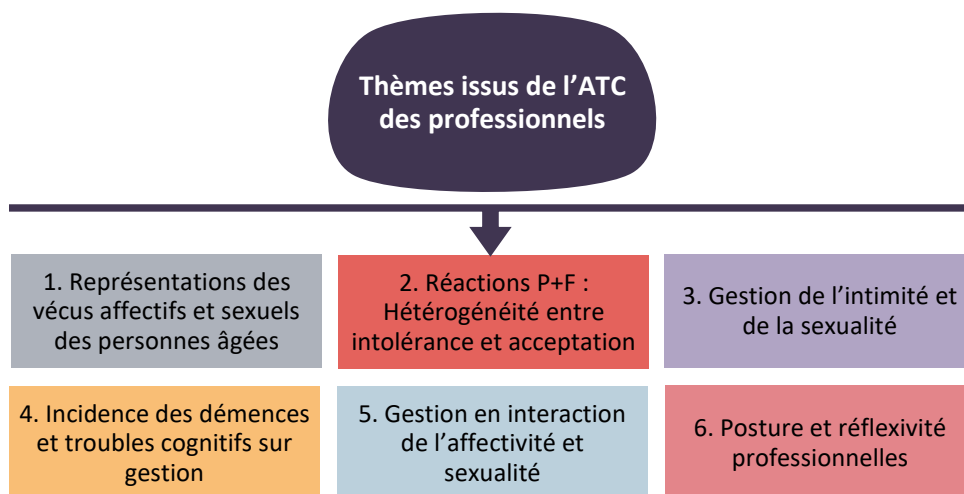 Thèmes issus de l’ATC
des professionnels
1. Représentations des
vécus affectifs et sexuels
des personnes âgées
2. Réactions P+F :
Hétérogénéité entre
intolérance et acceptation
3. Gestion de l’intimité et
de la sexualité
4. Incidence des démences
et troubles cognitifs sur
gestion
5. Gestion en interaction
de l’affectivité et
sexualité
6. Posture et réflexivité
professionnelles